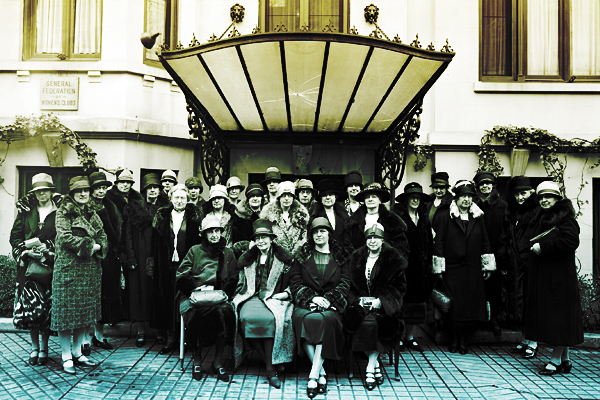 GENERAL
FEDERATION
OF
WOMEN'S CLUBS